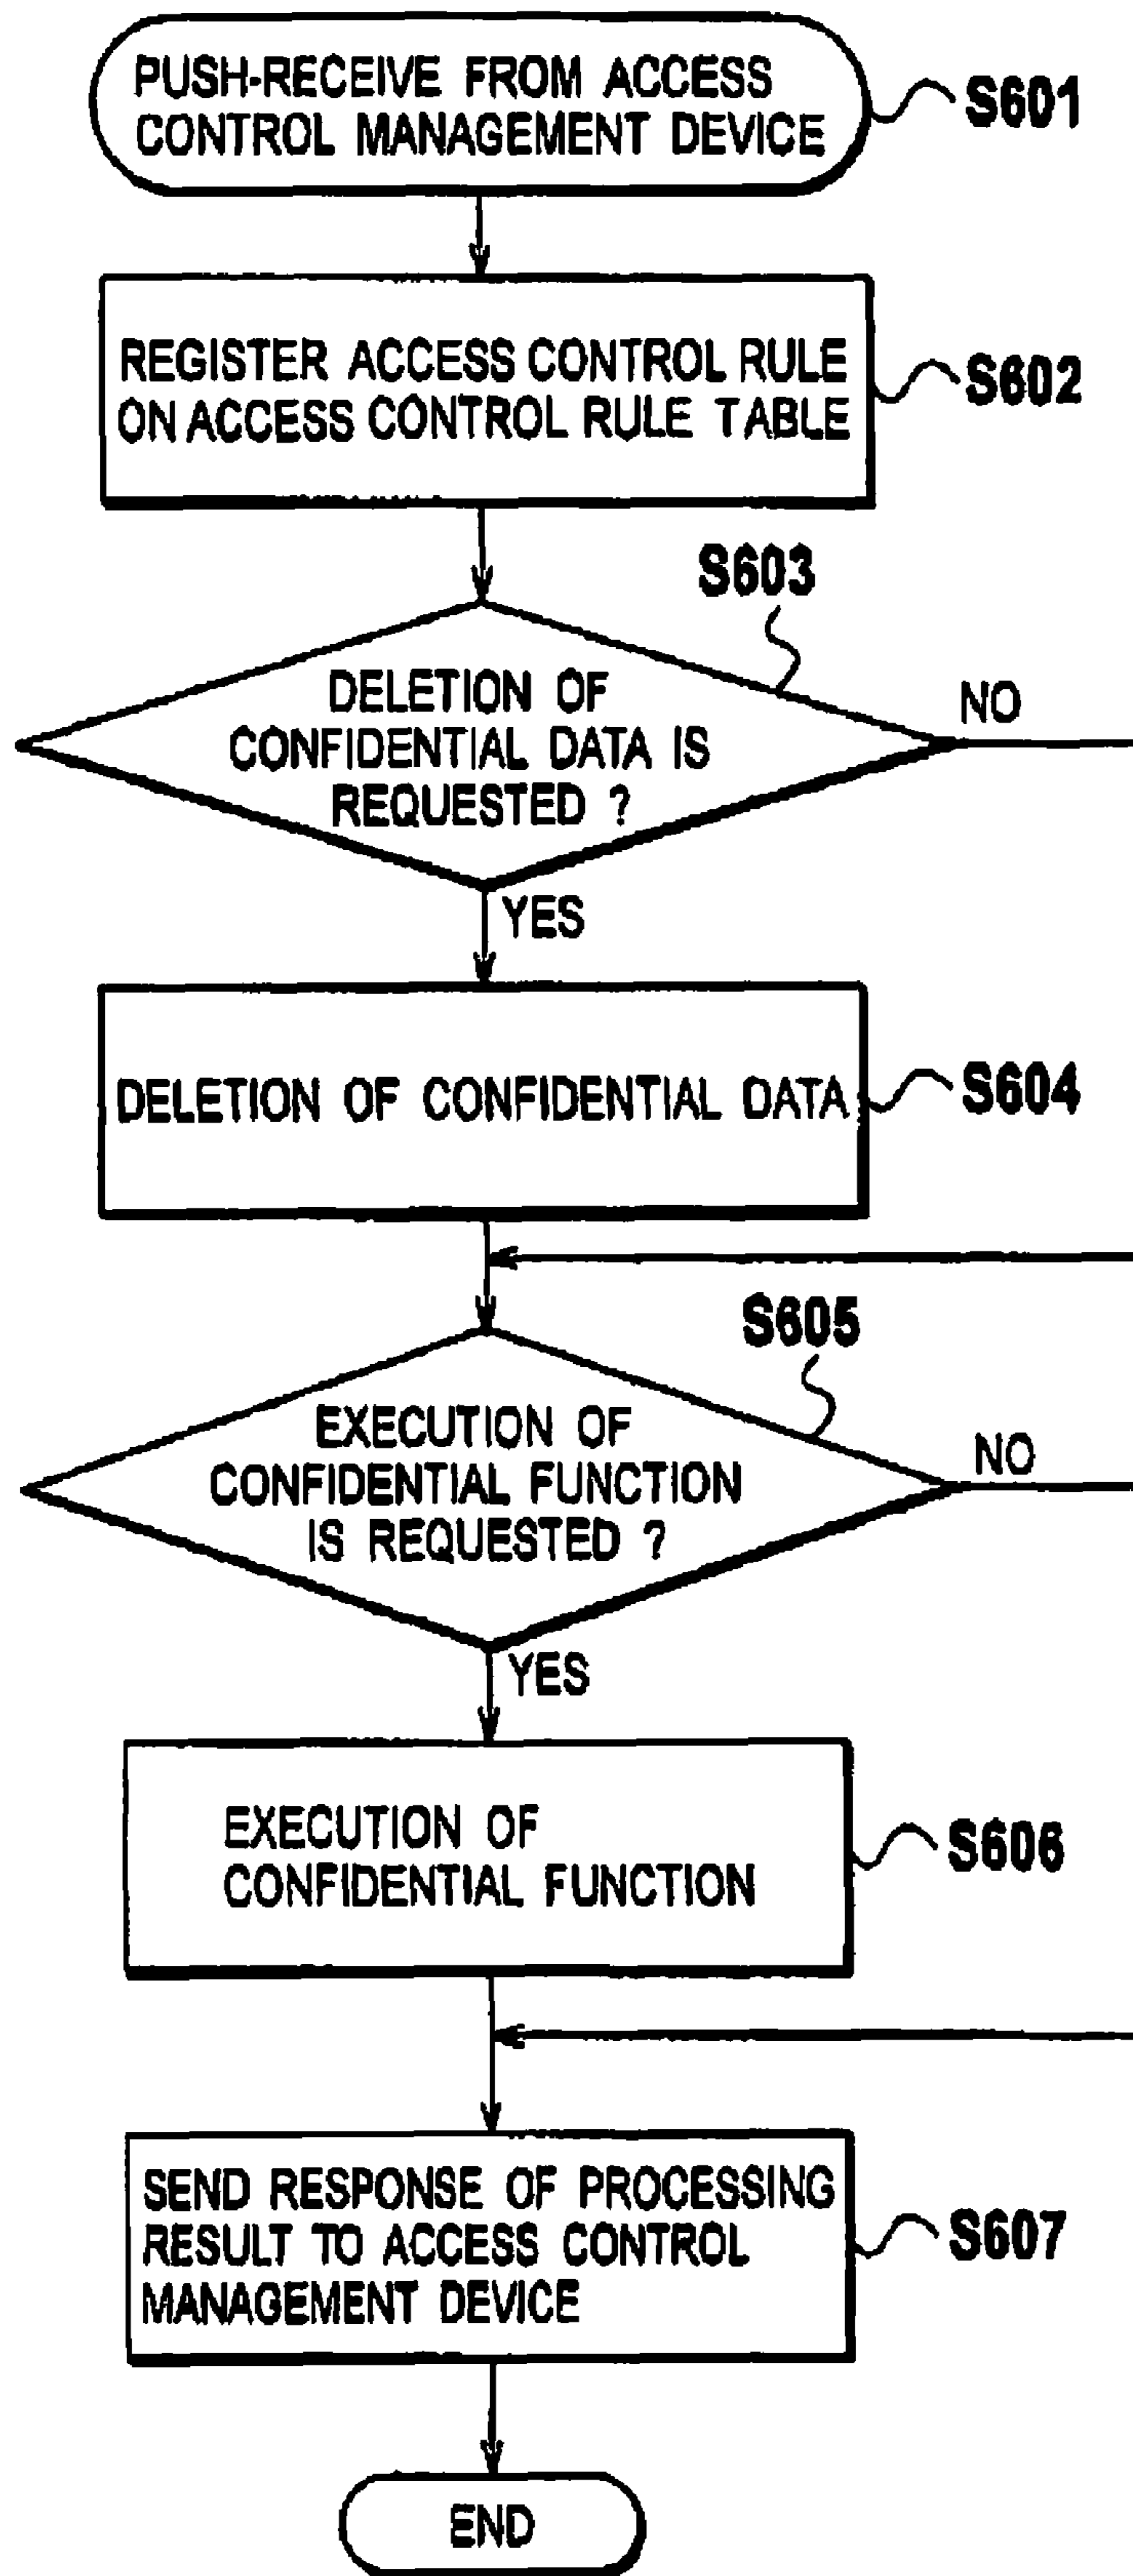 PUSH-RECEIVE FROM ACCESS
CONTROL MANAGEMENT DEVICE
S601
REGISTER ACCESS CONTROL RULE
ON ACCESS CONTROL RULE TABLE
S602
S603
DELETION OF
CONFIDENTIAL DATA IS
REQUESTED ?
NO
YES
DELETION OF CONFIDENTIAL DATA
S604
S605
EXECUTION OF
CONFIDENTIAL FUNCTION
IS REQUESTED ?
NO
YES
EXECUTION OF
CONFIDENTIAL FUNCTION
S606
SEND RESPONSE OF PROCESSING
RESULT TO ACCESS CONTROL
MANAGEMENT DEVICE
S607
END